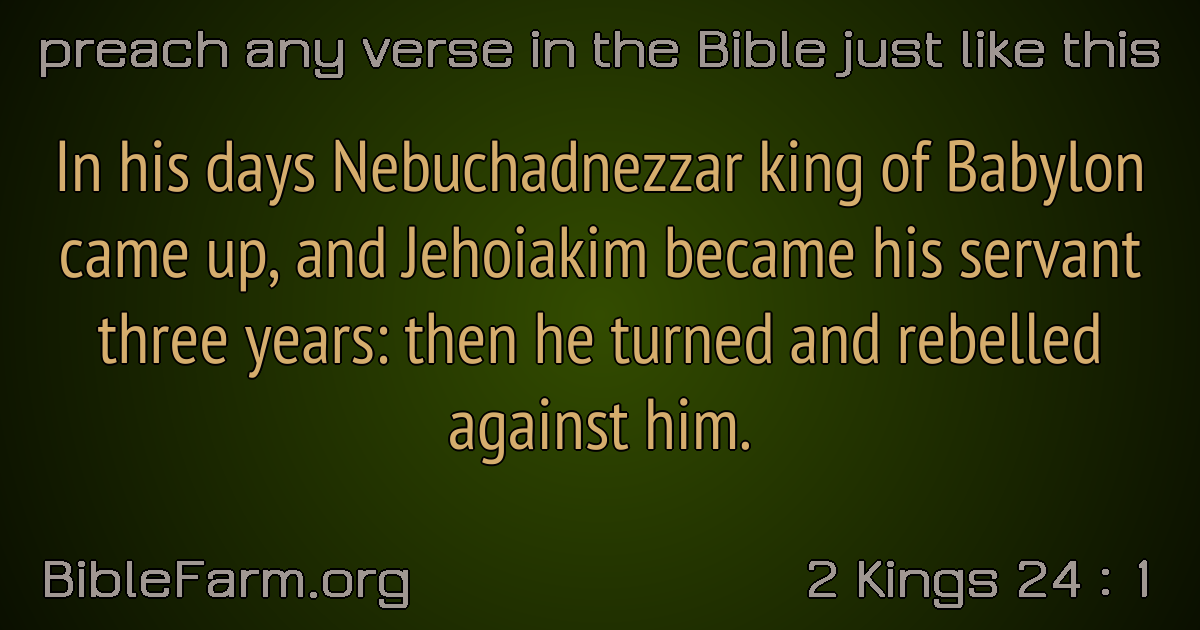 preach any verse in the Bible just like this
In his days Nebuchadnezzar king of Babylon
came up, and Jehoiakim became his servant
three years: then he turned and rebelled
against him.
BibleFarm.org
2 Kings 24 : 1